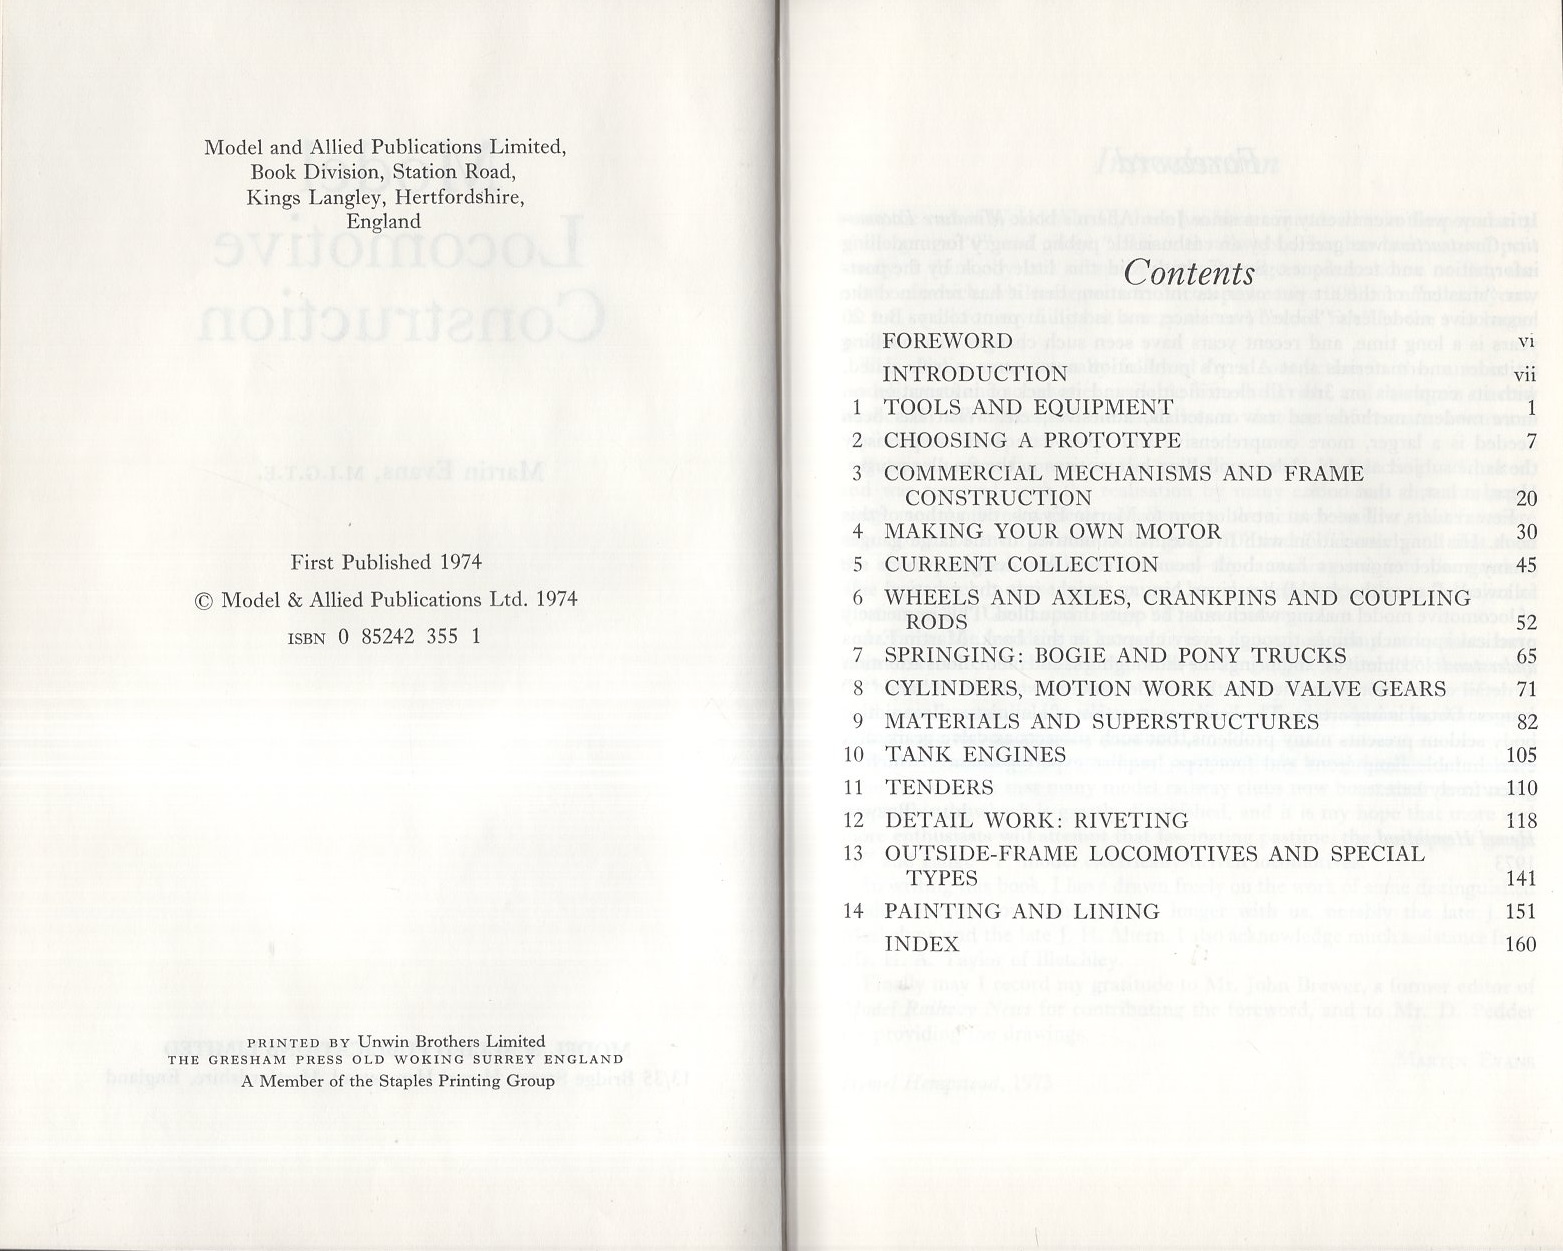 Model and Allied Publications Limited,
Book Division, Station Road,
Kings Langley, Hertfordshire,
England
First Published 1974
© Model & Allied Publications Ltd. 1974
ISBN 0 85242 355 1
PRINTED BY Unwin Brothers Limited
THE GRESHAM PRESS OLD WOKING SURREY ENGLAND
A Member of the Staples Printing Group
Contents
FOREWORD vi
INTRODUCTION vii
1 TOOLS AND EQUIPMENT 1
2 CHOOSING A PROTOTYPE 7
3 COMMERCIAL MECHANISMS AND FRAME
CONSTRUCTION 20
4 MAKING YOUR OWN MOTOR 30
5 CURRENT COLLECTION 45
6 WHEELS AND AXLES, CRANKPINS AND COUPLING
RODS 52
7 SPRINGING: BOGIE AND PONY TRUCKS 65
8 CYLINDERS, MOTION WORK AND VALVE GEARS 71
9 MATERIALS AND SUPERSTRUCTURES 82
10 TANK ENGINES 105
11 TENDERS 110
12 DETAIL WORK: RIVETING 118
13 OUTSIDE-FRAME LOCOMOTIVES AND SPECIAL
TYPES 141
14 PAINTING AND LINING 151
INDEX 160